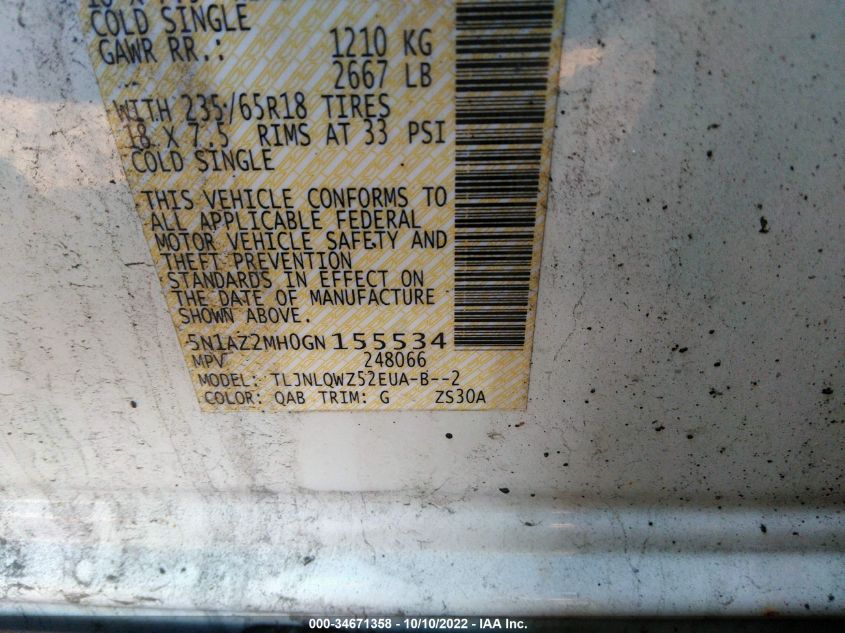 COLD SINGLE
GAWR RR.: 1210 KG
2667 LB
WITH 235/65R18 TIRES
18 X 7.5 RIMS AT 33 PSI
COLD SINGLE
THIS VEHICLE CONFORMS TO
ALL APPLICABLE FEDERAL
MOTOR VEHICLE SAFETY AND
THEFT PREVENTION
STANDARDS IN EFFECT ON
THE DATE OF MANUFACTURE
SHOWN ABOVE.
5N1AZ2MH0GN155534
MPV 248066
MODEL: TLJNLQWZ52EUA-B--2
COLOR: QAB TRIM: G ZS30A
000-34671358 - 10/10/2022 - IAA Inc.